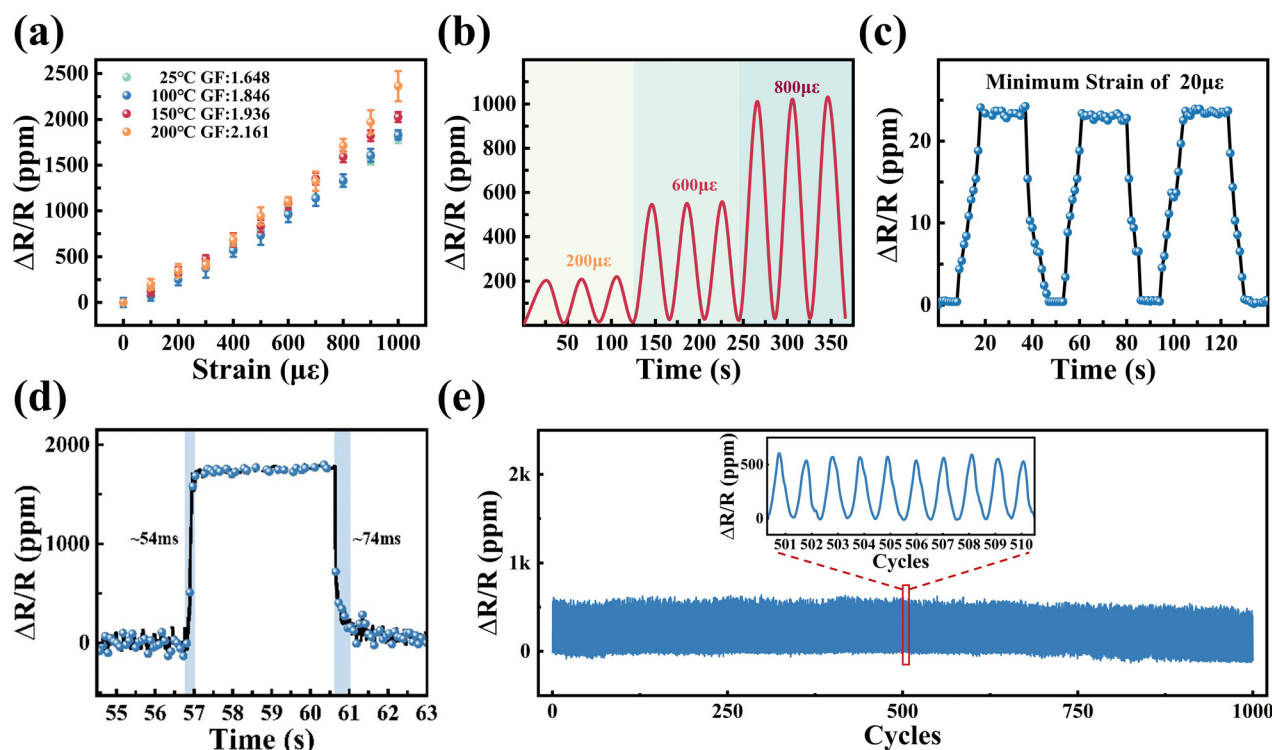 (a)
2500
2000
1500
1000
500
0
ΔR/R (ppm)
25°C GF:1.648
100°C GF:1.846
150°C GF:1.936
200°C GF:2.161
0 200 400 600 800 1000
Strain (με)
(b)
1000
800
600
400
200
ΔR/R (ppm)
200με
600με
800με
50 100 150 200 250 300 350
Time (s)
(c)
Minimum Strain of 20με
20
10
0
ΔR/R (ppm)
20 40 60 80 100 120
Time (s)
(d)
2000
1000
0
ΔR/R (ppm)
~54ms
~74ms
55 56 57 58 59 60 61 62 63
Time (s)
(e)
2k
1k
0
ΔR/R (ppm)
500
0
ΔR/R (ppm)
501 502 503 504 505 506 507 508 509 510
Cycles
0 250 500 750 1000
Cycles